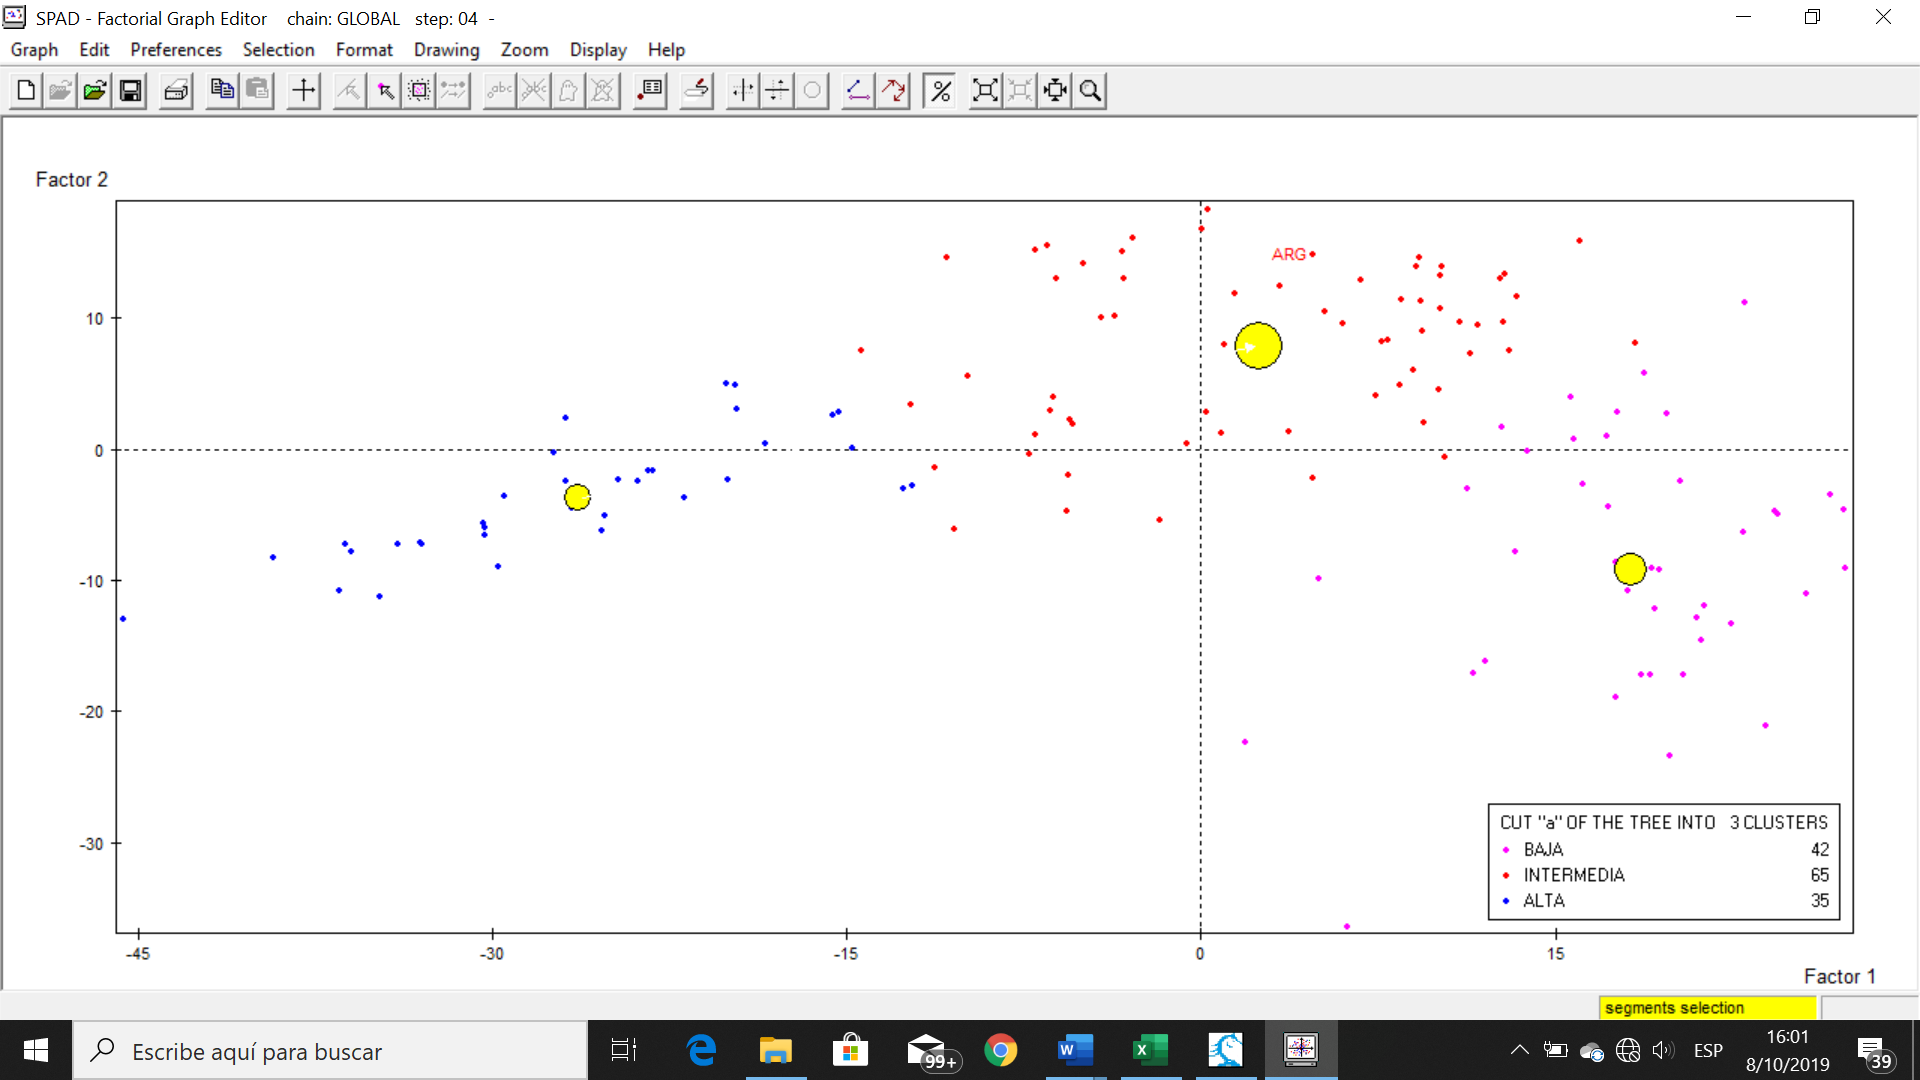 SPAD - Factorial Graph Editor chain: GLOBAL step: 04 -
Graph Edit Preferences Selection Format Drawing Zoom Display Help
abc abc %
Factor 2
ARG
10
0
-10
-20
-30
CUT "a" OF THE TREE INTO 3 CLUSTERS
BAJA 42
INTERMEDIA 65
ALTA 35
-45 -30 -15 0 15
Factor 1
segments selection
Escribe aquí para buscar
99+
W
X
ESP
16:01
8/10/2019
39